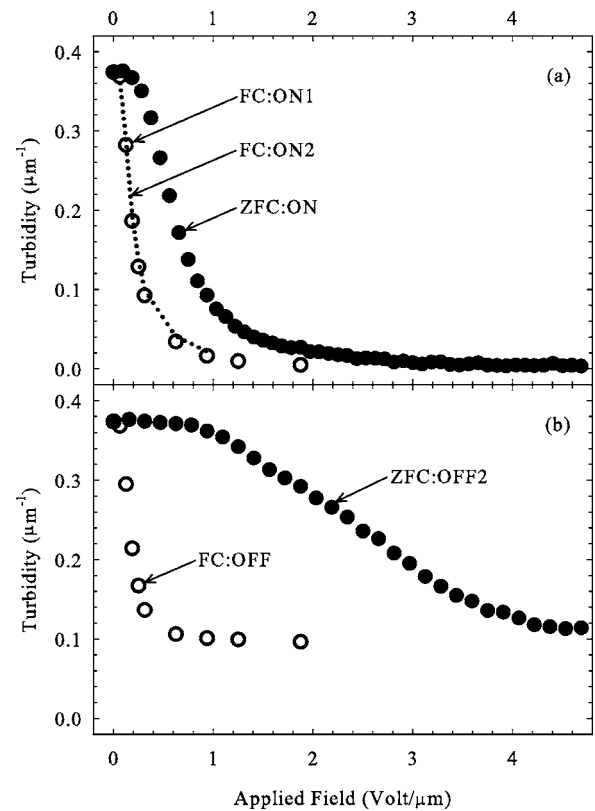 0 1 2 3 4
0.4
(a)
FC:ON1
0.3
FC:ON2
ZFC:ON
0.2
0.1
0.0
Turbidity (μm⁻¹)
0.4
(b)
0.3
ZFC:OFF2
FC:OFF
0.2
0.1
0.0
Turbidity (μm⁻¹)
0 1 2 3 4
Applied Field (Volt/μm)